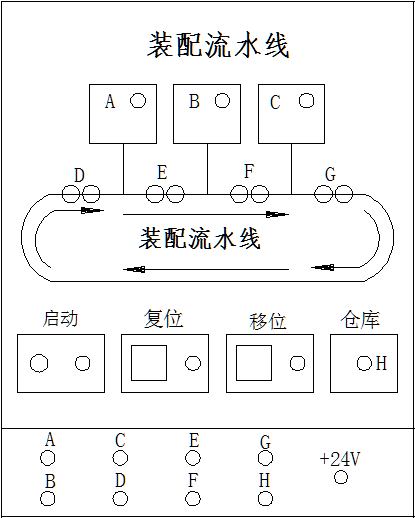 装配流水线
A B C
D E F G
装配流水线
启动 复位 移位 仓库
H
A C E G +24V
B D F H